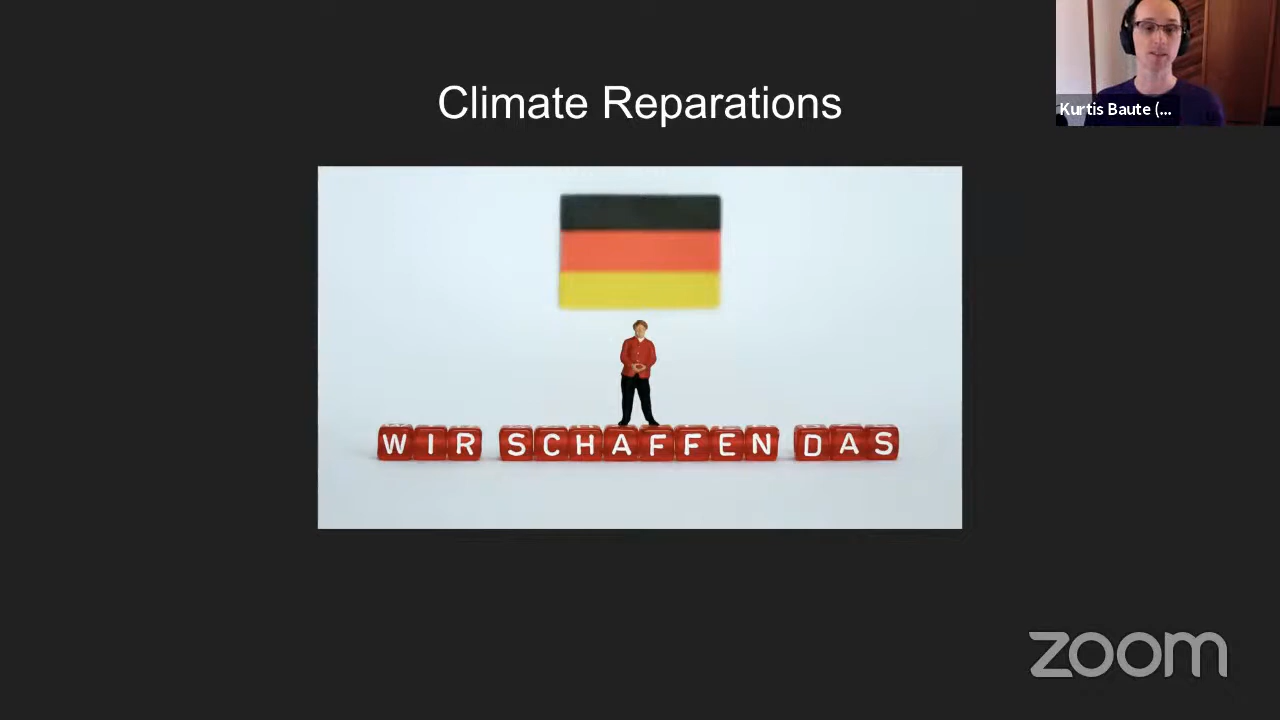 Climate Reparations
Kurtis Baute (...
WIR SCHAFFEN DAS
zoom